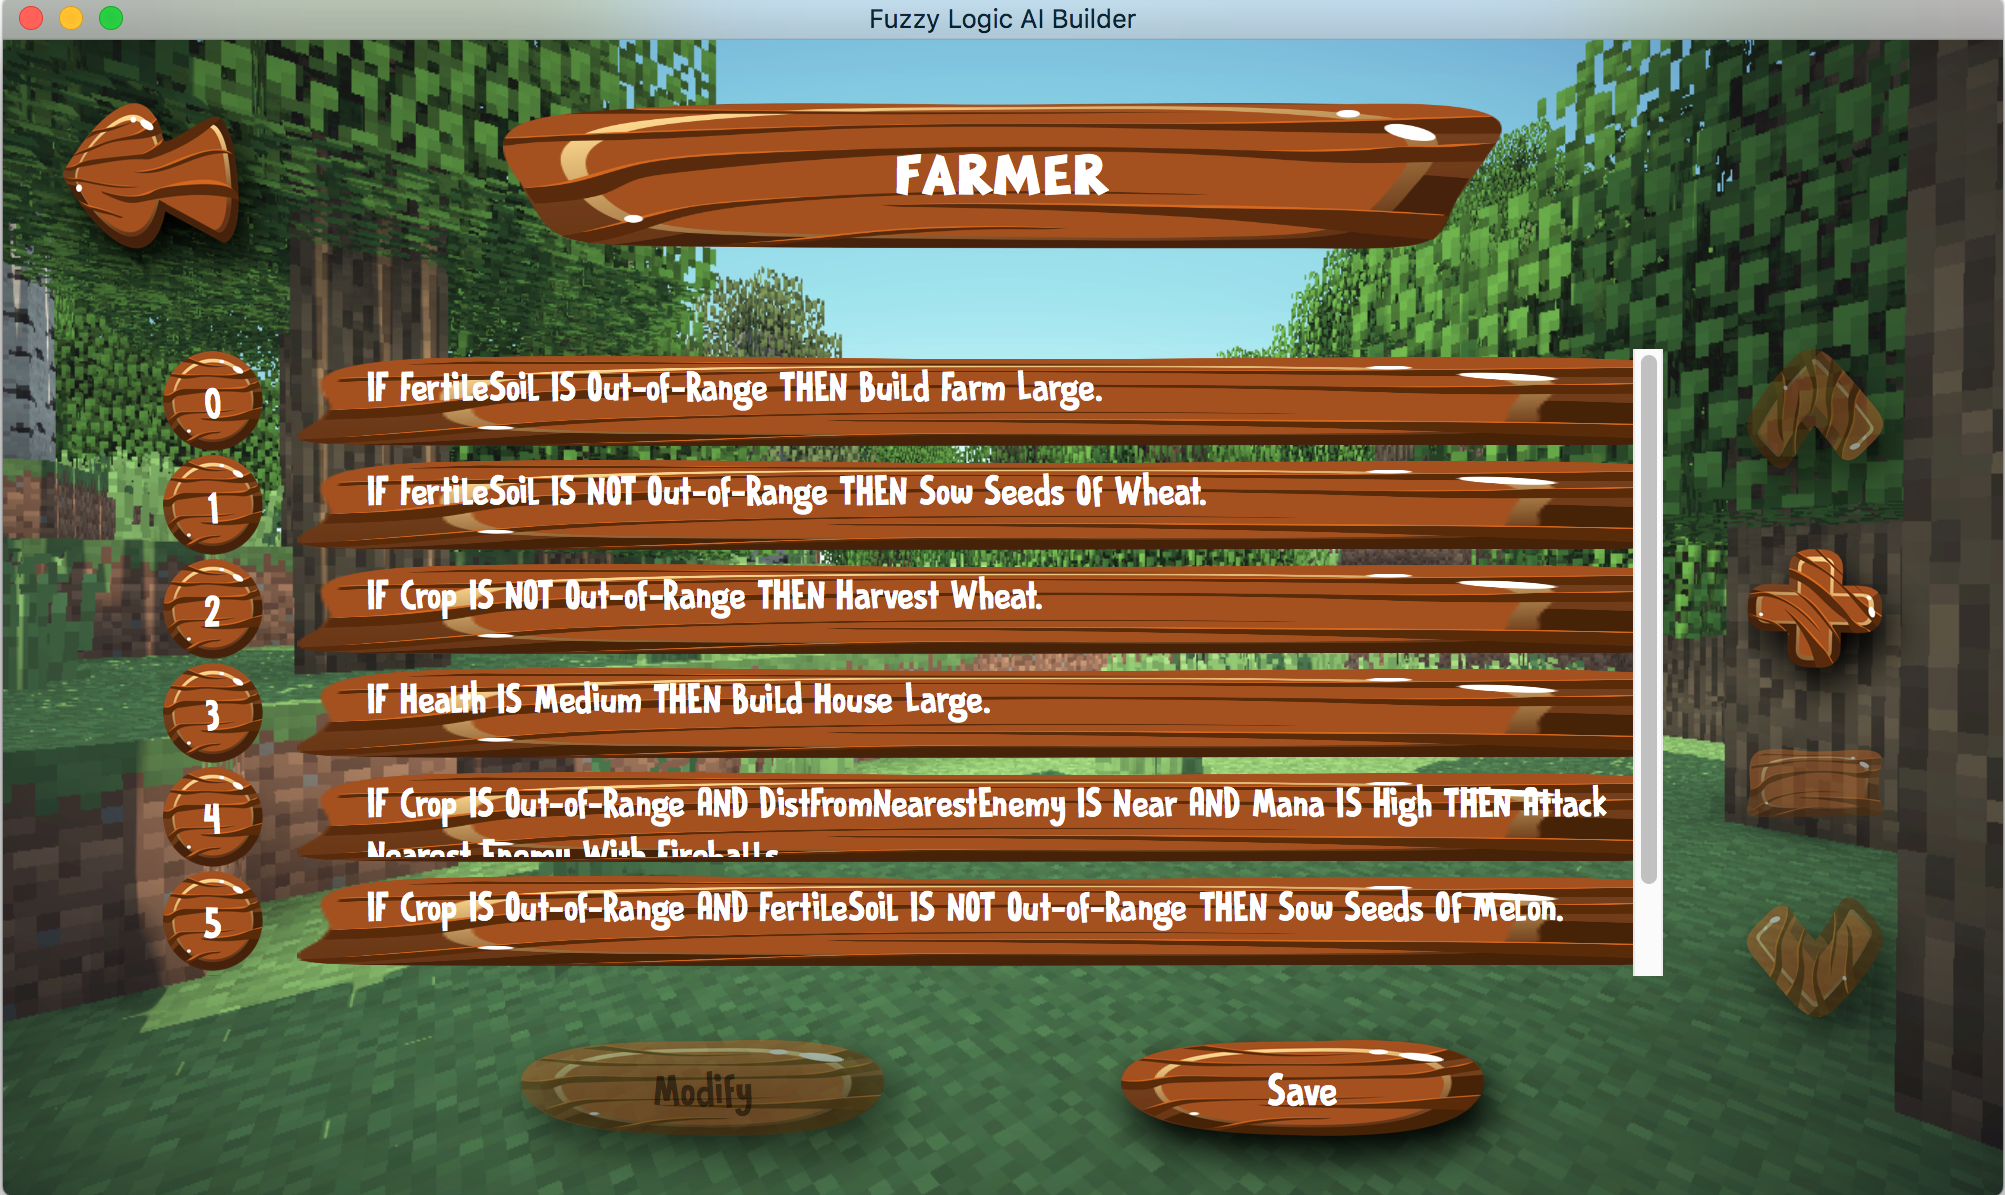 Fuzzy Logic AI Builder
FARMER
0
IF FertileSoil IS Out-of-Range THEN Build Farm Large.
1
IF FertileSoil IS NOT Out-of-Range THEN Sow Seeds Of Wheat.
2
IF Crop IS NOT Out-of-Range THEN Harvest Wheat.
3
IF Health IS Medium THEN Build House Large.
4
IF Crop IS Out-of-Range AND DistFromNearestEnemy IS Near AND Mana IS High THEN Attack
Nearest Enemy With Fireballs
5
IF Crop IS Out-of-Range AND FertileSoil IS NOT Out-of-Range THEN Sow Seeds Of Melon.
Modify
Save